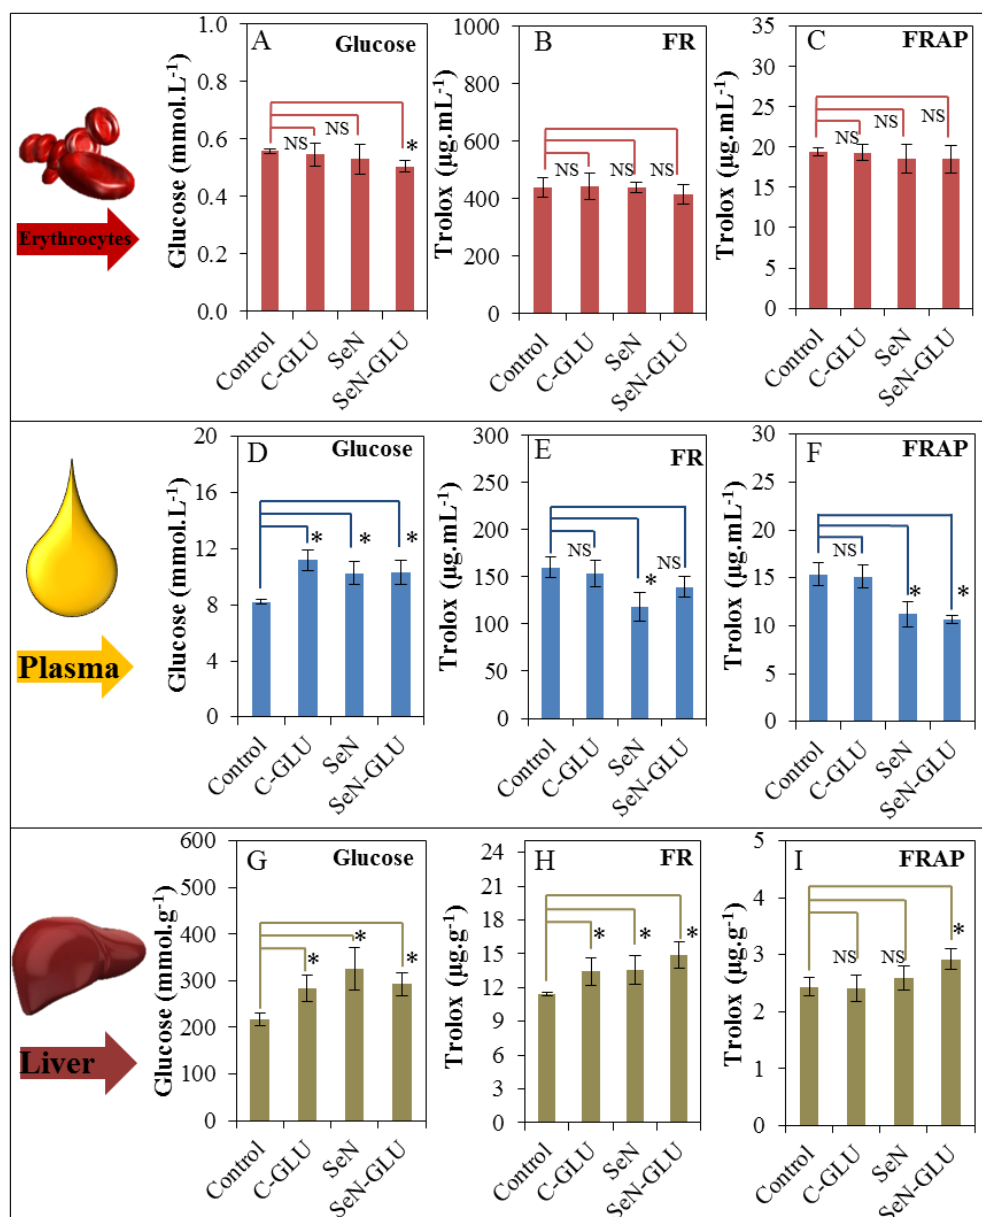 Erythrocytes
A
Glucose
Glucose (mmol.L-1)
1.0
0.8
0.6
0.4
0.2
0.0
NS
NS
*
Control
C-GLU
SeN
SeN-GLU
B
FR
Trolox (µg.mL-1)
1000
800
600
400
200
0
NS
NS
NS
Control
C-GLU
SeN
SeN-GLU
C
FRAP
Trolox (µg.mL-1)
35
30
25
20
15
10
5
0
NS
NS
NS
Control
C-GLU
SeN
SeN-GLU
Plasma
D
Glucose
Glucose (mmol.L-1)
20
16
12
8
4
0
*
*
*
Control
C-GLU
SeN
SeN-GLU
E
FR
Trolox (µg.mL-1)
300
250
200
150
100
50
0
NS
*
NS
Control
C-GLU
SeN
SeN-GLU
F
FRAP
Trolox (µg.mL-1)
30
25
20
15
10
5
0
NS
*
*
Control
C-GLU
SeN
SeN-GLU
Liver
G
Glucose
Glucose (mmol.g-1)
600
500
400
300
200
100
0
*
*
*
Control
C-GLU
SeN
SeN-GLU
H
FR
Trolox (µg.g-1)
24
21
18
15
12
9
6
3
0
*
*
*
Control
C-GLU
SeN
SeN-GLU
I
FRAP
Trolox (µg.g-1)
5
4
3
2
1
0
NS
NS
*
Control
C-GLU
SeN
SeN-GLU